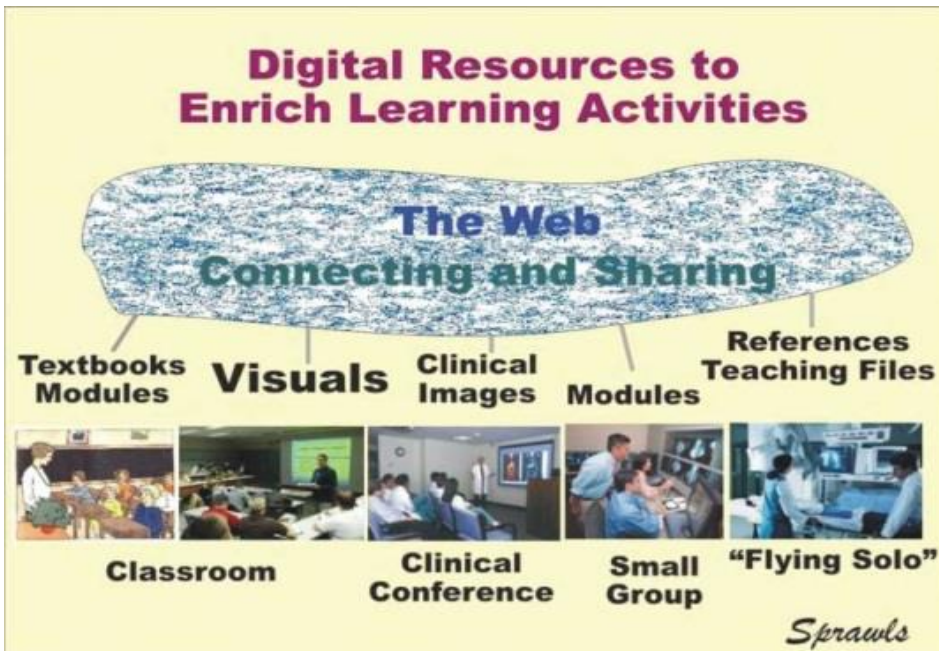 Digital Resources to
Enrich Learning Activities
The Web
Connecting and Sharing
Textbooks
Modules
Visuals
Clinical
Images
Modules
References
Teaching Files
Classroom
Clinical
Conference
Small
Group
“Flying Solo”
Sprawls